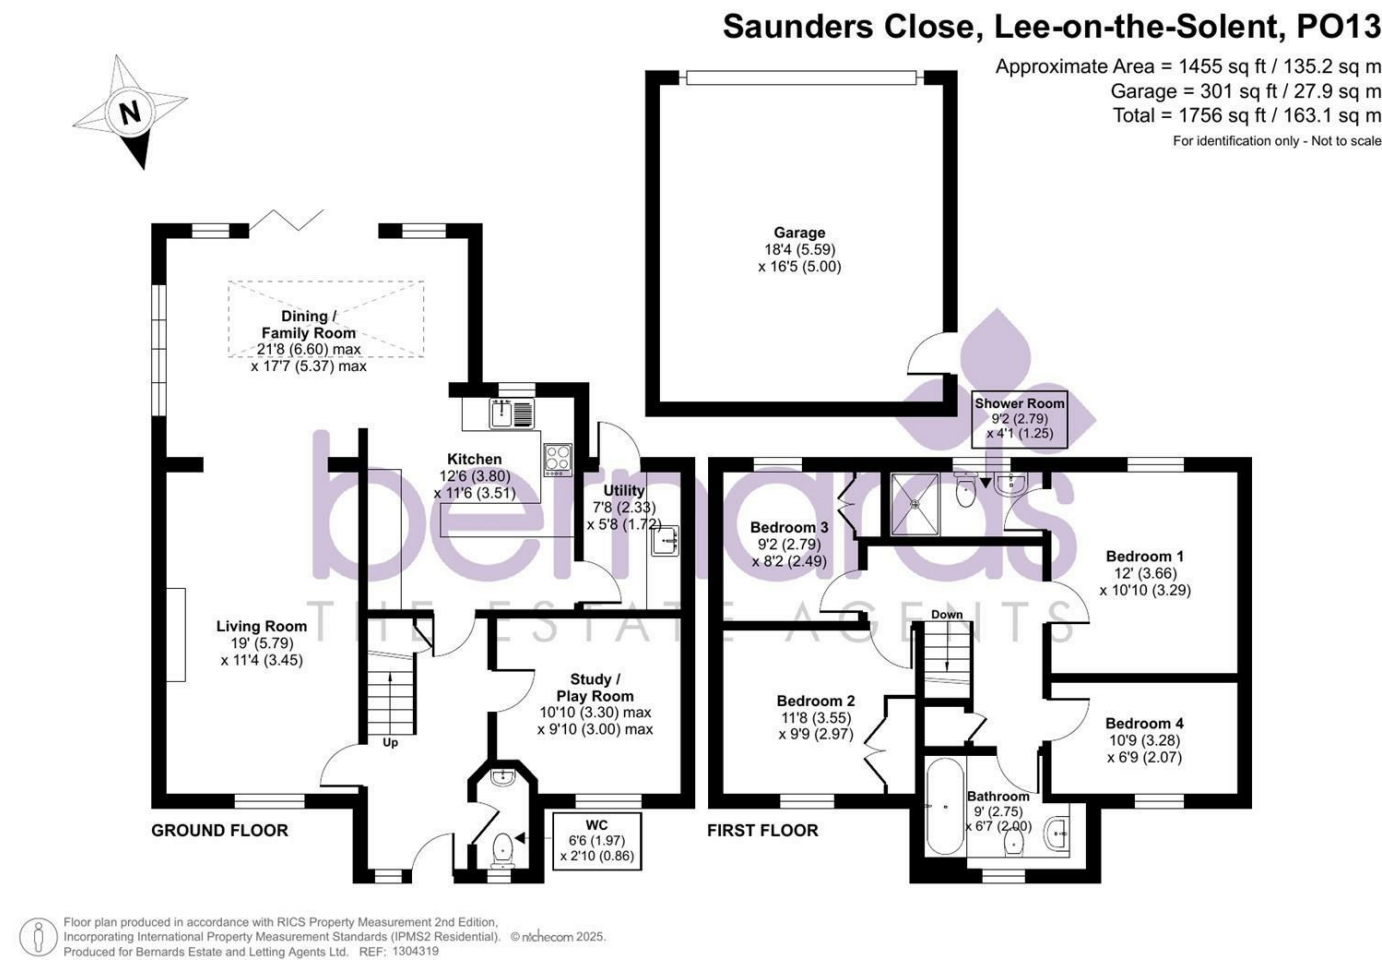 Saunders Close, Lee-on-the-Solent, PO13
Approximate Area = 1455 sq ft / 135.2 sq m
Garage = 301 sq ft / 27.9 sq m
Total = 1756 sq ft / 163.1 sq m
For identification only - Not to scale
N
Garage
18'4 (5.59)
x 16'5 (5.00)
Dining /
Family Room
21'8 (6.60) max
x 17'7 (5.37) max
Kitchen
12'6 (3.80)
x 11'6 (3.51)
Utility
7'8 (2.33)
x 5'8 (1.72)
Living Room
19' (5.79)
x 11'4 (3.45)
Study /
Play Room
10'10 (3.30) max
x 9'10 (3.00) max
Up
WC
6'6 (1.97)
x 2'10 (0.86)
GROUND FLOOR
Shower Room
9'2 (2.79)
x 4'1 (1.25)
Bedroom 3
9'2 (2.79)
x 8'2 (2.49)
Bedroom 1
12' (3.66)
x 10'10 (3.29)
Down
Bedroom 2
11'8 (3.55)
x 9'9 (2.97)
Bedroom 4
10'9 (3.28)
x 6'9 (2.07)
Bathroom
9' (2.75)
x 6'7 (2.00)
FIRST FLOOR
bernards
THE ESTATE AGENTS
Floor plan produced in accordance with RICS Property Measurement 2nd Edition,
Incorporating International Property Measurement Standards (IPMS2 Residential). © nichecom 2025.
Produced for Bernards Estate and Letting Agents Ltd. REF: 1304319